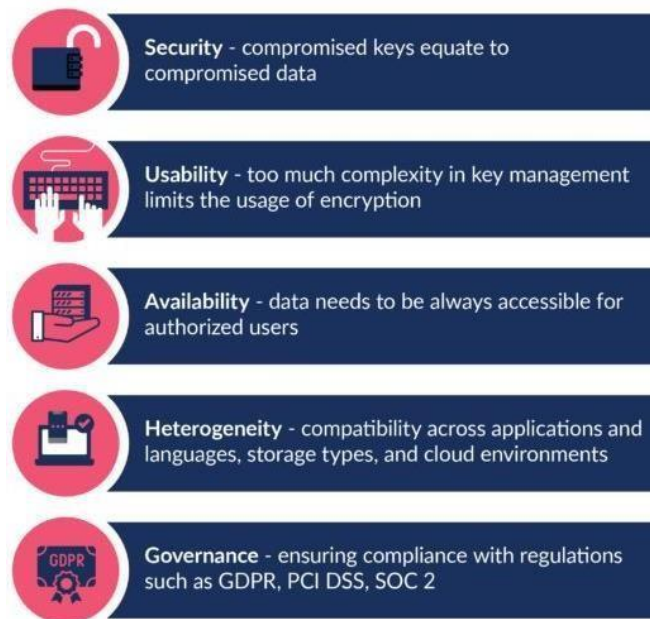 Security - compromised keys equate to
compromised data
Usability - too much complexity in key management
limits the usage of encryption
Availability - data needs to be always accessible for
authorized users
Heterogeneity - compatibility across applications and
languages, storage types, and cloud environments
GDPR
Governance - ensuring compliance with regulations
such as GDPR, PCI DSS, SOC 2